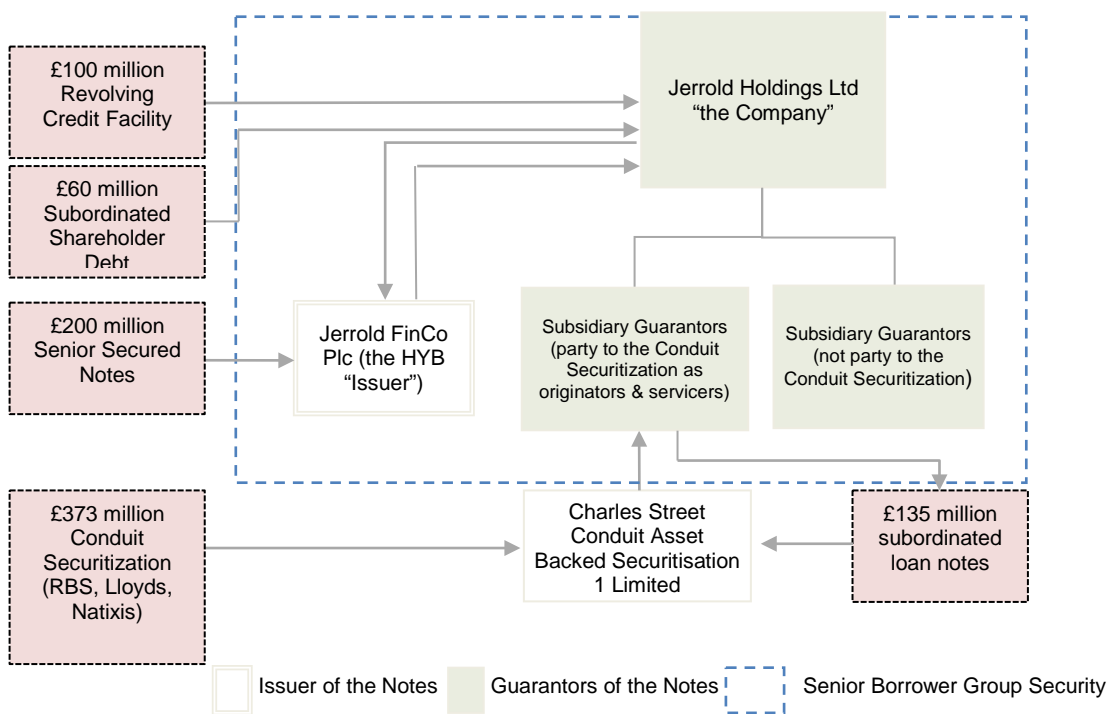 £100 million
Revolving
Credit Facility
Jerrold Holdings Ltd
“the Company”
£60 million
Subordinated
Shareholder
Debt
£200 million
Senior Secured
Notes
Jerrold FinCo
Plc (the HYB
“Issuer”)
Subsidiary Guarantors
(party to the Conduit
Securitization as
originators & servicers)
Subsidiary Guarantors
(not party to the
Conduit Securitization)
£373 million
Conduit
Securitization
(RBS, Lloyds,
Natixis)
Charles Street
Conduit Asset
Backed Securitisation
1 Limited
£135 million
subordinated
loan notes
Issuer of the Notes
Guarantors of the Notes
Senior Borrower Group Security